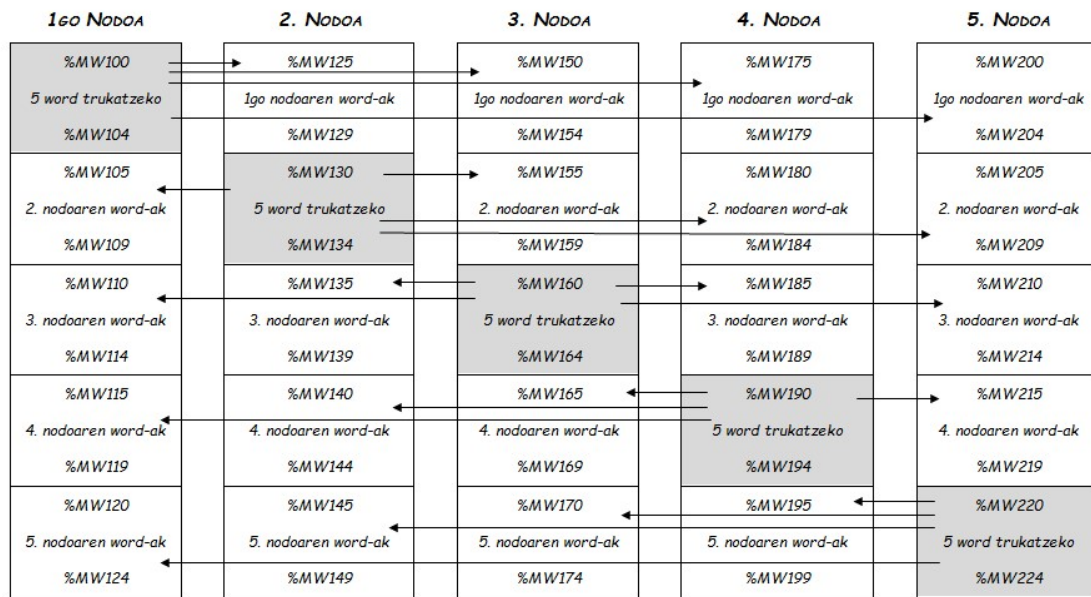 1GO NODOA 2. NODOA 3. NODOA 4. NODOA 5. NODOA
%MW100 %MW125 %MW150 %MW175 %MW200
5 word trukatzeko 1go nodoaren word-ak 1go nodoaren word-ak 1go nodoaren word-ak 1go nodoaren word-ak
%MW104 %MW129 %MW154 %MW179 %MW204
%MW105 %MW130 %MW155 %MW180 %MW205
2. nodoaren word-ak 5 word trukatzeko 2. nodoaren word-ak 2. nodoaren word-ak 2. nodoaren word-ak
%MW109 %MW134 %MW159 %MW184 %MW209
%MW110 %MW135 %MW160 %MW185 %MW210
3. nodoaren word-ak 3. nodoaren word-ak 5 word trukatzeko 3. nodoaren word-ak 3. nodoaren word-ak
%MW114 %MW139 %MW164 %MW189 %MW214
%MW115 %MW140 %MW165 %MW190 %MW215
4. nodoaren word-ak 4. nodoaren word-ak 4. nodoaren word-ak 5 word trukatzeko 4. nodoaren word-ak
%MW119 %MW144 %MW169 %MW194 %MW219
%MW120 %MW145 %MW170 %MW195 %MW220
5. nodoaren word-ak 5. nodoaren word-ak 5. nodoaren word-ak 5. nodoaren word-ak 5 word trukatzeko
%MW124 %MW149 %MW174 %MW199 %MW224